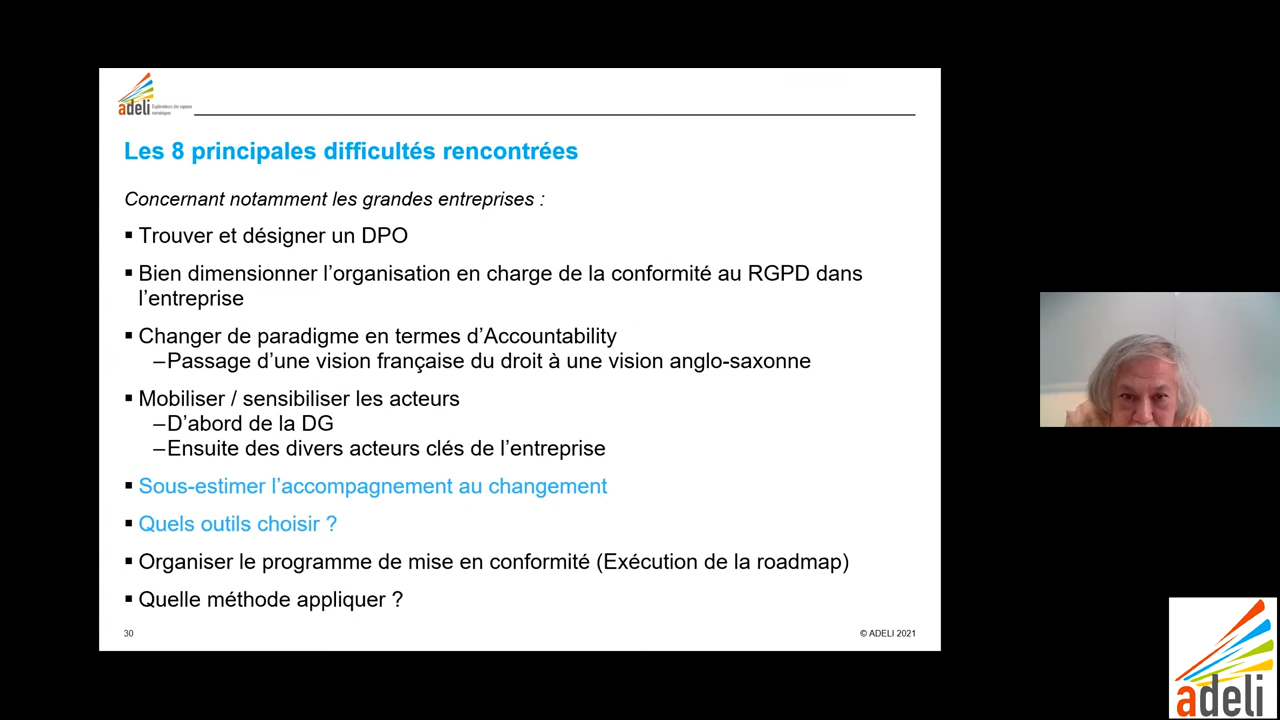 adeli
Explorateurs des espaces
numériques
Les 8 principales difficultés rencontrées
Concernant notamment les grandes entreprises :
▪ Trouver et désigner un DPO
▪ Bien dimensionner l’organisation en charge de la conformité au RGPD dans
l’entreprise
▪ Changer de paradigme en termes d’Accountability
–Passage d’une vision française du droit à une vision anglo-saxonne
▪ Mobiliser / sensibiliser les acteurs
–D’abord de la DG
–Ensuite des divers acteurs clés de l’entreprise
▪ Sous-estimer l’accompagnement au changement
▪ Quels outils choisir ?
▪ Organiser le programme de mise en conformité (Exécution de la roadmap)
▪ Quelle méthode appliquer ?
30
© ADELI 2021
adeli